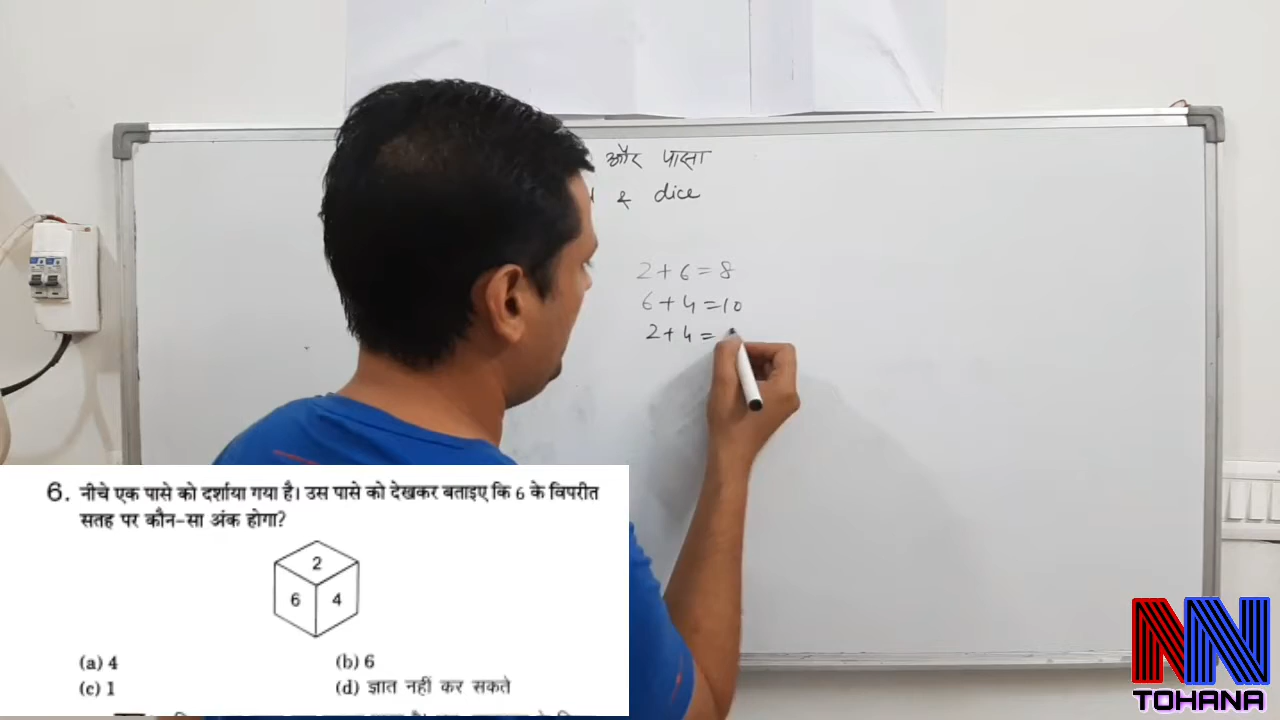 और पासा
& dice
2+6=8
6+4=10
2+4=
6. नीचे एक पासे को दर्शाया गया है। उस पासे को देखकर बताइए कि 6 के विपरीत
सतह पर कौन-सा अंक होगा?
2
6 4
(a) 4 (b) 6
(c) 1 (d) ज्ञात नहीं कर सकते
NN
TOHANA